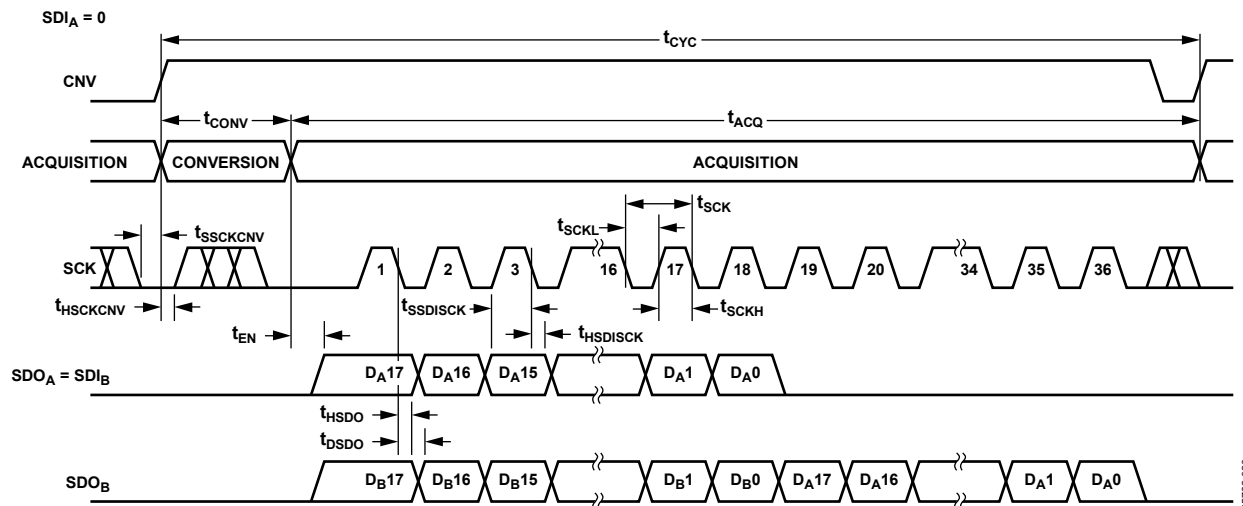 SDIA = 0
tCYC
CNV
tCONV
tACQ
ACQUISITION CONVERSION ACQUISITION
tSCK
tSCKL
tSSCKCNV
SCK 1 2 3 16 17 18 19 20 34 35 36
tHSCKCNV
tSSDISCK
tSCKH
tEN
tHSDISCK
SDOA = SDIB DA17 DA16 DA15 DA1 DA0
tHSDO
tDSDO
SDOB DB17 DB16 DB15 DB1 DB0 DA17 DA16 DA1 DA0